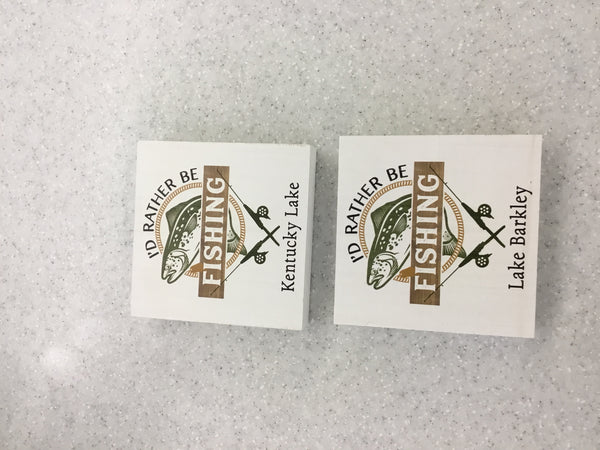 I'D RATHER BE
FISHING
Kentucky Lake
I'D RATHER BE
FISHING
Lake Barkley